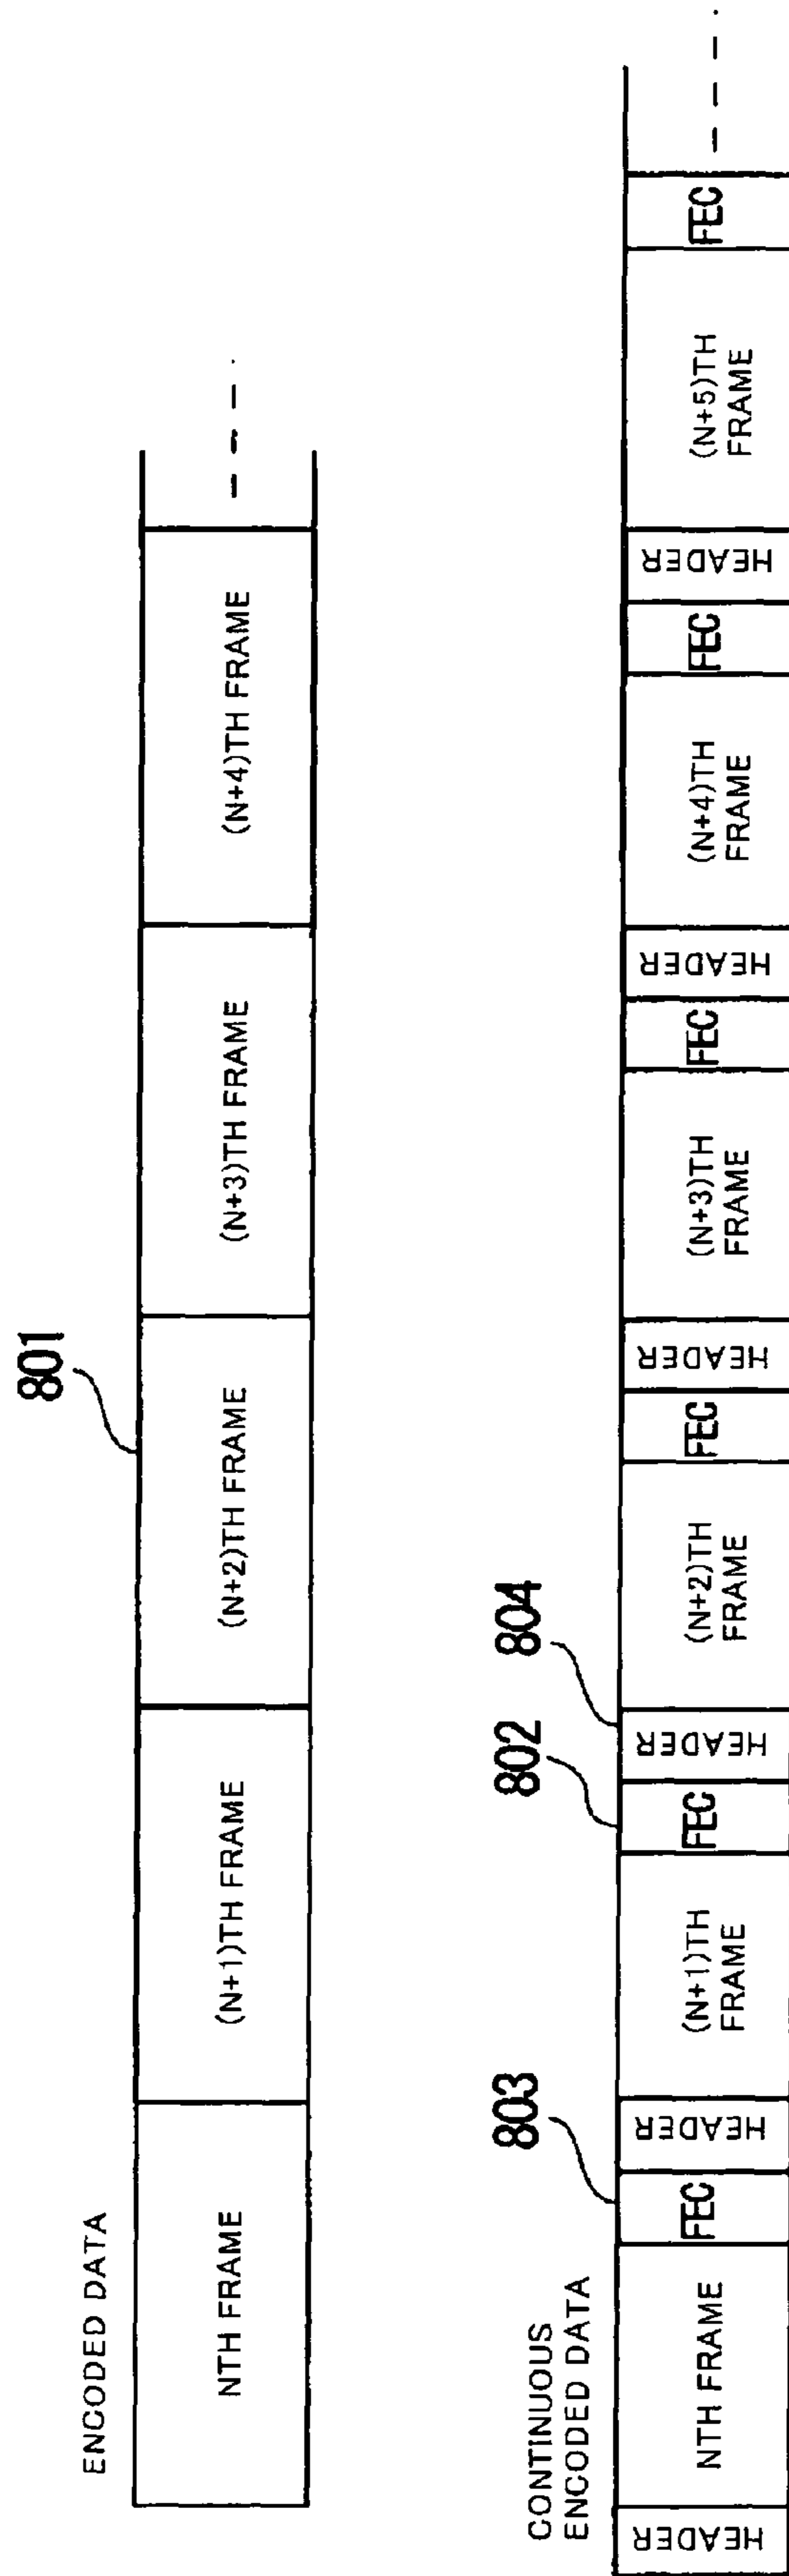 ENCODED DATA
801
NTH FRAME
(N+1)TH FRAME
(N+2)TH FRAME
(N+3)TH FRAME
(N+4)TH FRAME
CONTINUOUS
ENCODED DATA
803
802
804
HEADER
NTH FRAME
FEC
HEADER
(N+1)TH
FRAME
FEC
HEADER
(N+2)TH
FRAME
FEC
HEADER
(N+3)TH
FRAME
FEC
HEADER
(N+4)TH
FRAME
FEC
HEADER
(N+5)TH
FRAME
FEC